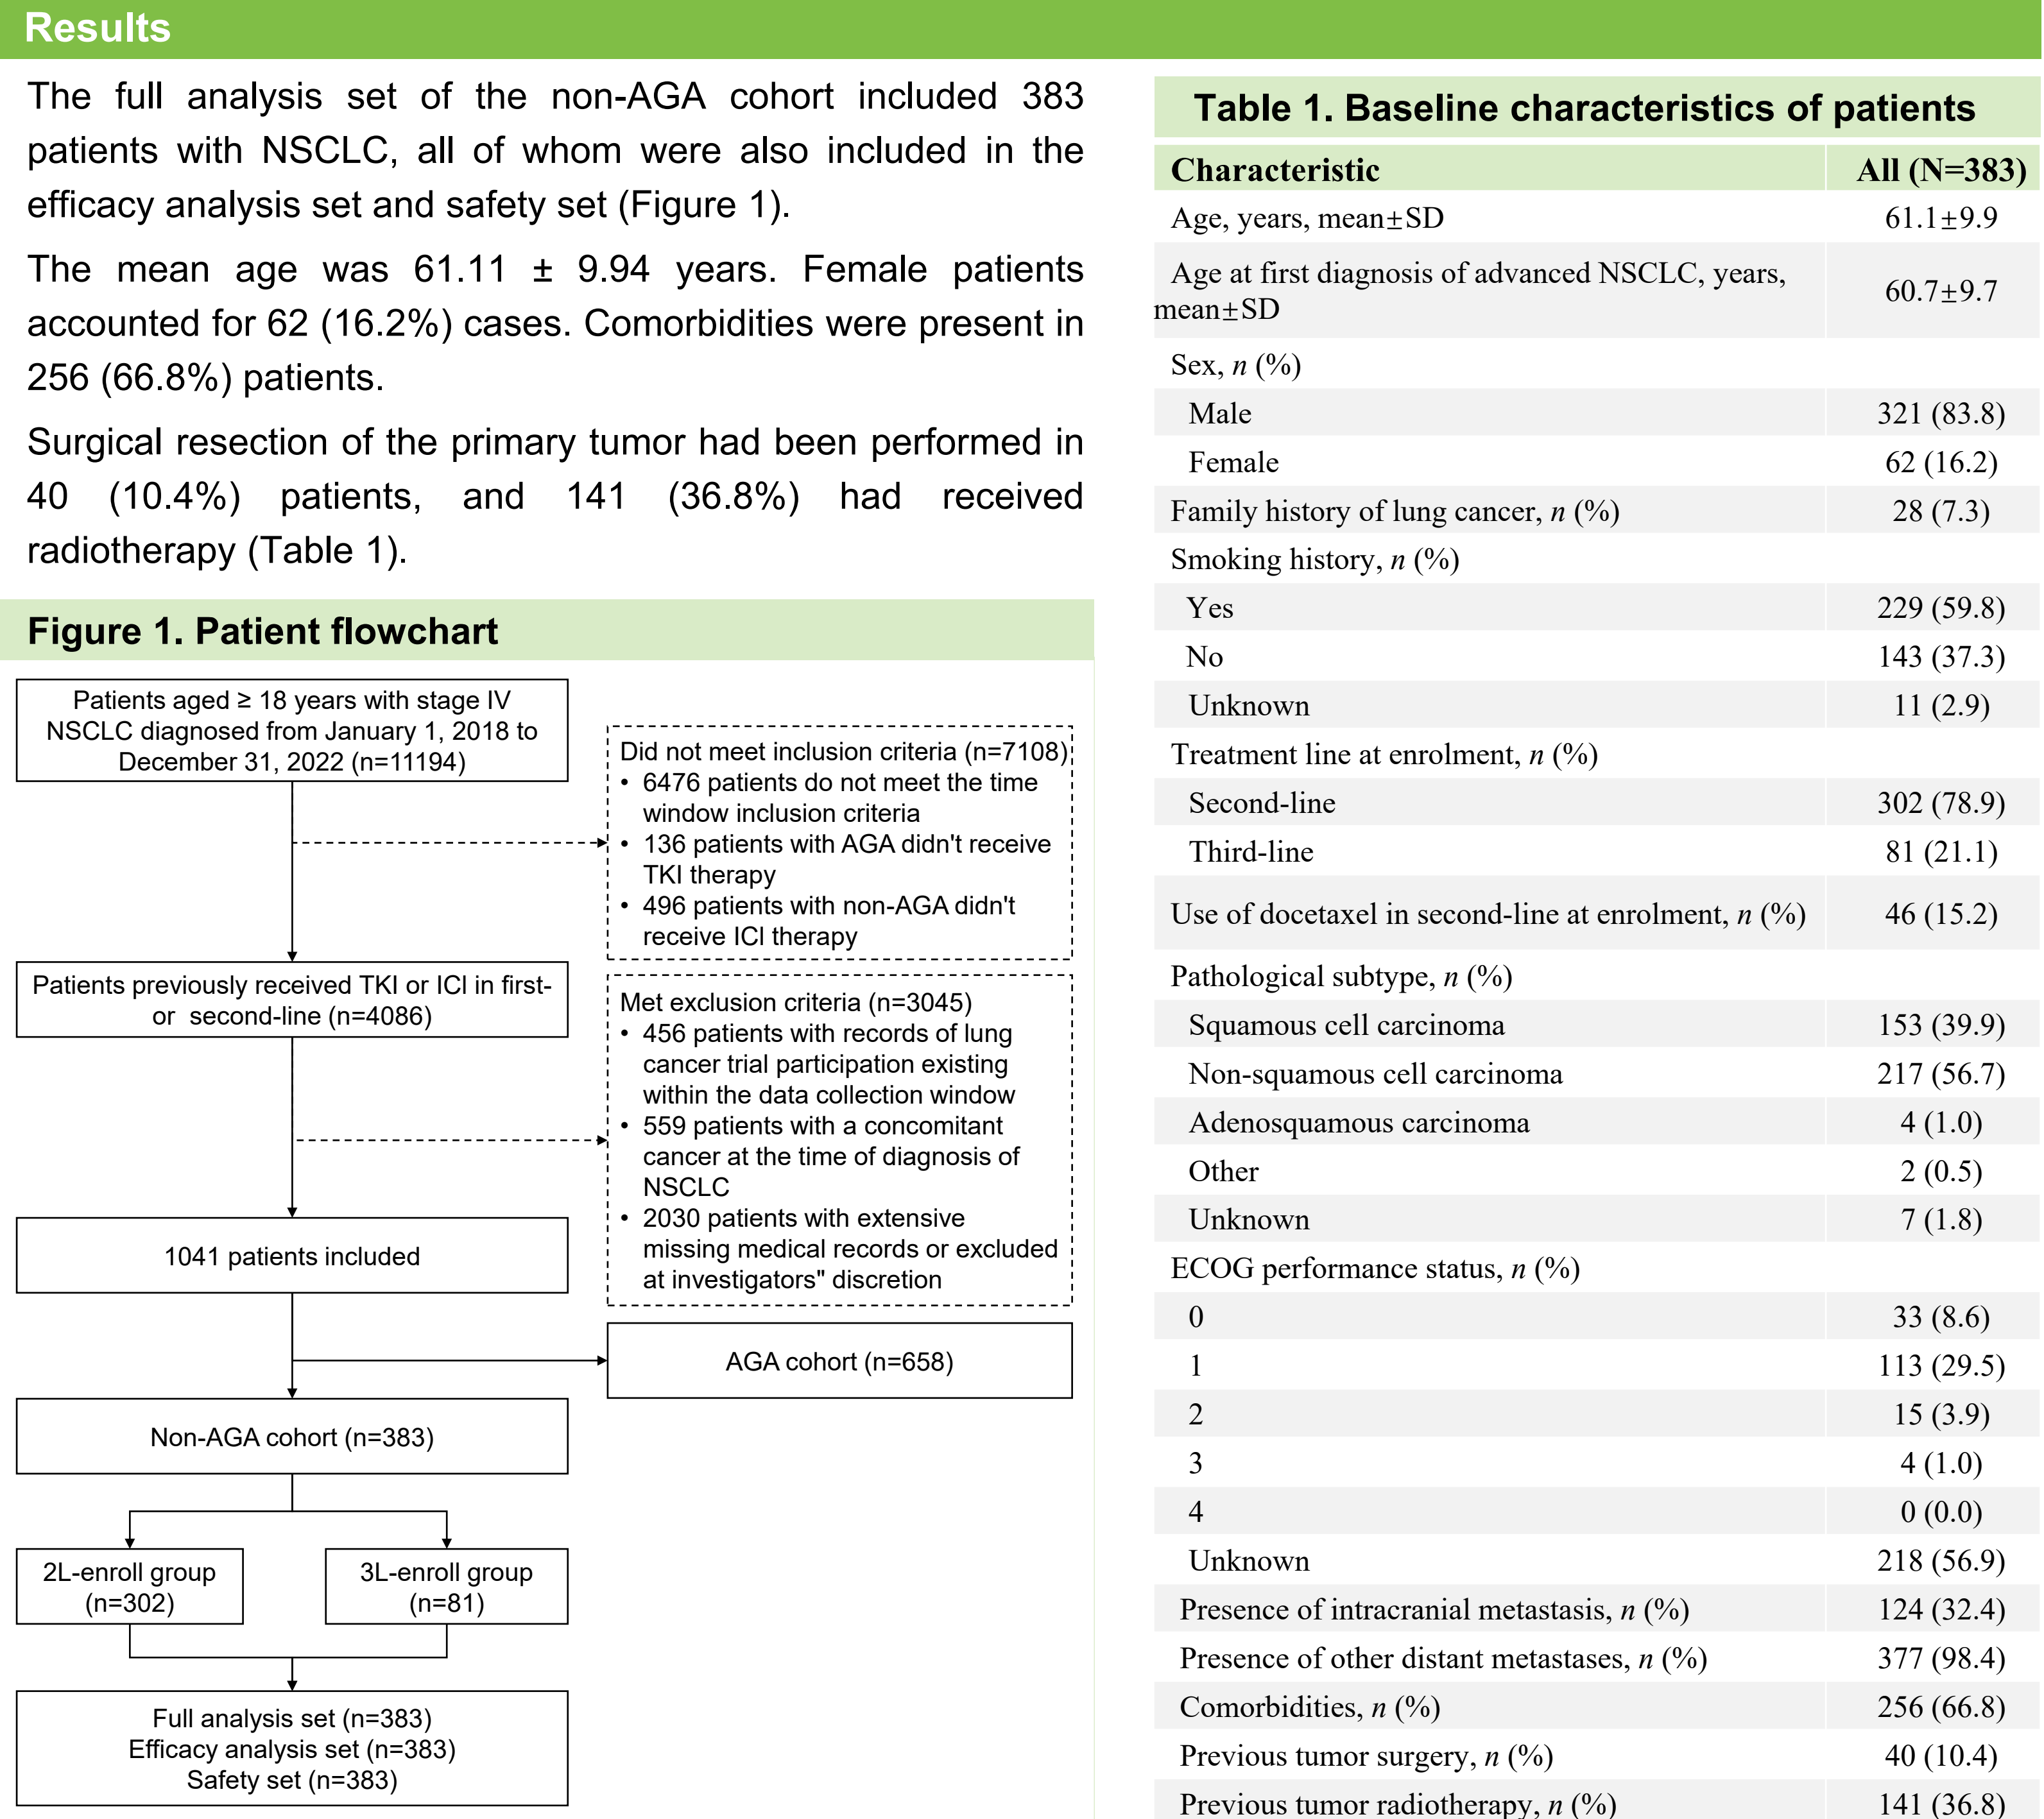 Results
The full analysis set of the non-AGA cohort included 383
patients with NSCLC, all of whom were also included in the
efficacy analysis set and safety set (Figure 1).
The mean age was 61.11 ± 9.94 years. Female patients
accounted for 62 (16.2%) cases. Comorbidities were present in
256 (66.8%) patients.
Surgical resection of the primary tumor had been performed in
40 (10.4%) patients, and 141 (36.8%) had received
radiotherapy (Table 1).
Figure 1. Patient flowchart
Patients aged ≥ 18 years with stage IV
NSCLC diagnosed from January 1, 2018 to
December 31, 2022 (n=11194)
Did not meet inclusion criteria (n=7108)
• 6476 patients do not meet the time
window inclusion criteria
• 136 patients with AGA didn't receive
TKI therapy
• 496 patients with non-AGA didn't
receive ICI therapy
Patients previously received TKI or ICI in first-
or second-line (n=4086)
Met exclusion criteria (n=3045)
• 456 patients with records of lung
cancer trial participation existing
within the data collection window
• 559 patients with a concomitant
cancer at the time of diagnosis of
NSCLC
• 2030 patients with extensive
missing medical records or excluded
at investigators" discretion
1041 patients included
AGA cohort (n=658)
Non-AGA cohort (n=383)
2L-enroll group
(n=302)
3L-enroll group
(n=81)
Full analysis set (n=383)
Efficacy analysis set (n=383)
Safety set (n=383)
Table 1. Baseline characteristics of patients
Characteristic All (N=383)
Age, years, mean±SD 61.1±9.9
Age at first diagnosis of advanced NSCLC, years,
mean±SD 60.7±9.7
Sex, n (%)
Male 321 (83.8)
Female 62 (16.2)
Family history of lung cancer, n (%) 28 (7.3)
Smoking history, n (%)
Yes 229 (59.8)
No 143 (37.3)
Unknown 11 (2.9)
Treatment line at enrolment, n (%)
Second-line 302 (78.9)
Third-line 81 (21.1)
Use of docetaxel in second-line at enrolment, n (%) 46 (15.2)
Pathological subtype, n (%)
Squamous cell carcinoma 153 (39.9)
Non-squamous cell carcinoma 217 (56.7)
Adenosquamous carcinoma 4 (1.0)
Other 2 (0.5)
Unknown 7 (1.8)
ECOG performance status, n (%)
0 33 (8.6)
1 113 (29.5)
2 15 (3.9)
3 4 (1.0)
4 0 (0.0)
Unknown 218 (56.9)
Presence of intracranial metastasis, n (%) 124 (32.4)
Presence of other distant metastases, n (%) 377 (98.4)
Comorbidities, n (%) 256 (66.8)
Previous tumor surgery, n (%) 40 (10.4)
Previous tumor radiotherapy, n (%) 141 (36.8)